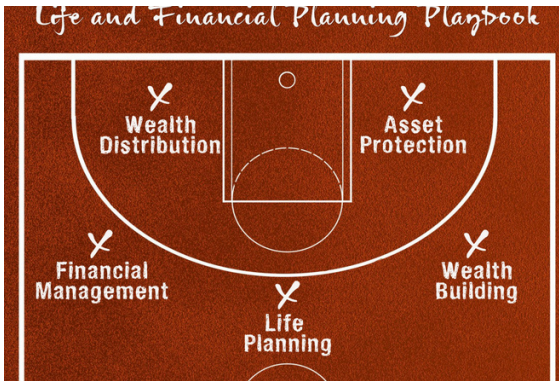 Life and Financial Planning Playbook
Wealth
Distribution
Asset
Protection
Financial
Management
Wealth
Building
Life
Planning